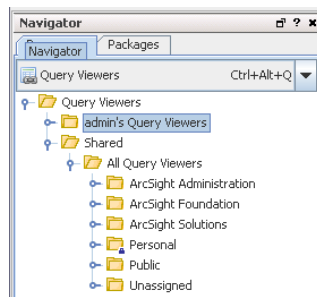 Navigator
? x
Navigator
Packages
Query Viewers Ctrl+Alt+Q
Query Viewers
admin's Query Viewers
Shared
All Query Viewers
ArcSight Administration
ArcSight Foundation
ArcSight Solutions
Personal
Public
Unassigned